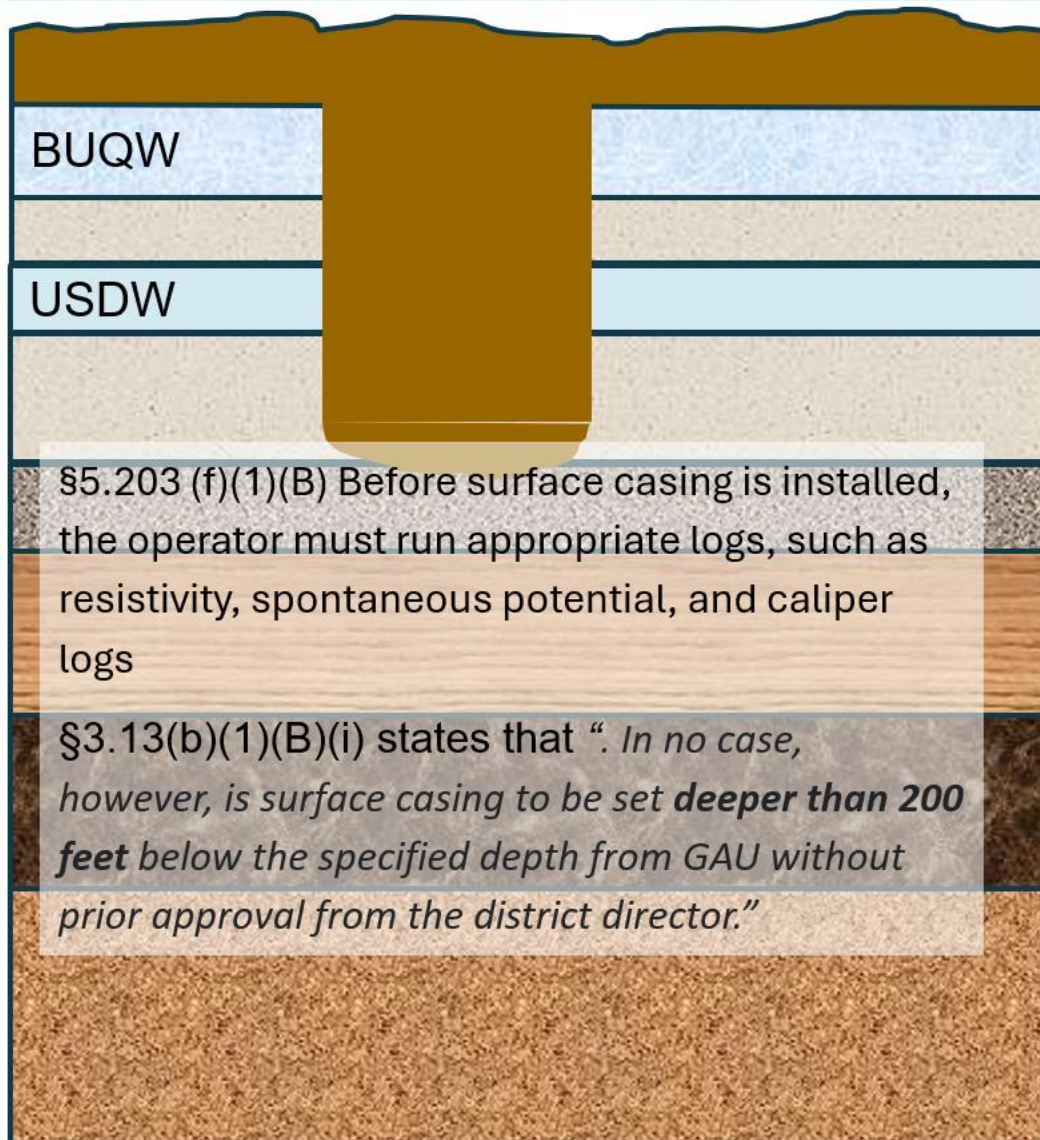 BUQW
USDW
§5.203 (f)(1)(B) Before surface casing is installed,
the operator must run appropriate logs, such as
resistivity, spontaneous potential, and caliper
logs
§3.13(b)(1)(B)(i) states that “. In no case,
however, is surface casing to be set deeper than 200
feet below the specified depth from GAU without
prior approval from the district director.”